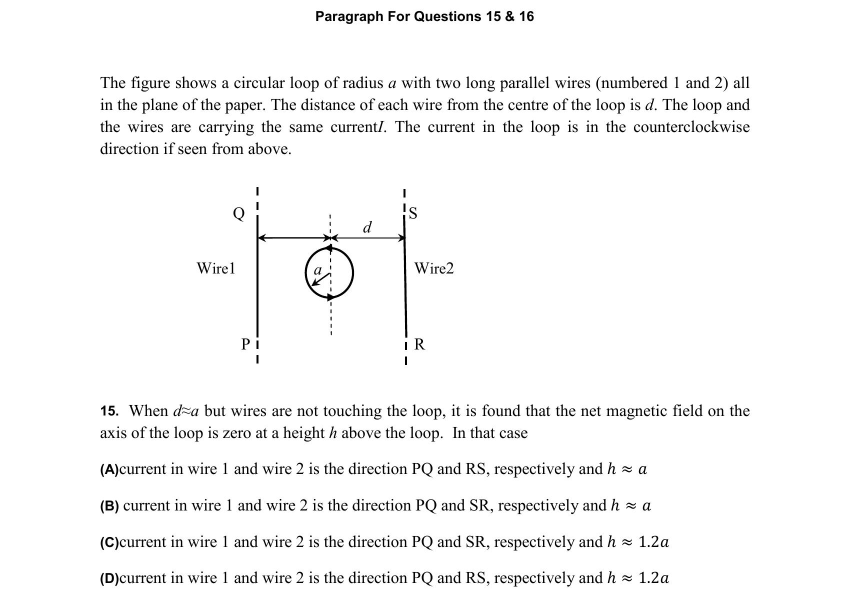 Paragraph For Questions 15 & 16
The figure shows a circular loop of radius a with two long parallel wires (numbered 1 and 2) all
in the plane of the paper. The distance of each wire from the centre of the loop is d. The loop and
the wires are carrying the same currentI. The current in the loop is in the counterclockwise
direction if seen from above.
Q
S
d
Wire1
a
Wire2
P
R
15. When d≈a but wires are not touching the loop, it is found that the net magnetic field on the
axis of the loop is zero at a height h above the loop. In that case
(A)current in wire 1 and wire 2 is the direction PQ and RS, respectively and h ≈ a
(B) current in wire 1 and wire 2 is the direction PQ and SR, respectively and h ≈ a
(C)current in wire 1 and wire 2 is the direction PQ and SR, respectively and h ≈ 1.2a
(D)current in wire 1 and wire 2 is the direction PQ and RS, respectively and h ≈ 1.2a